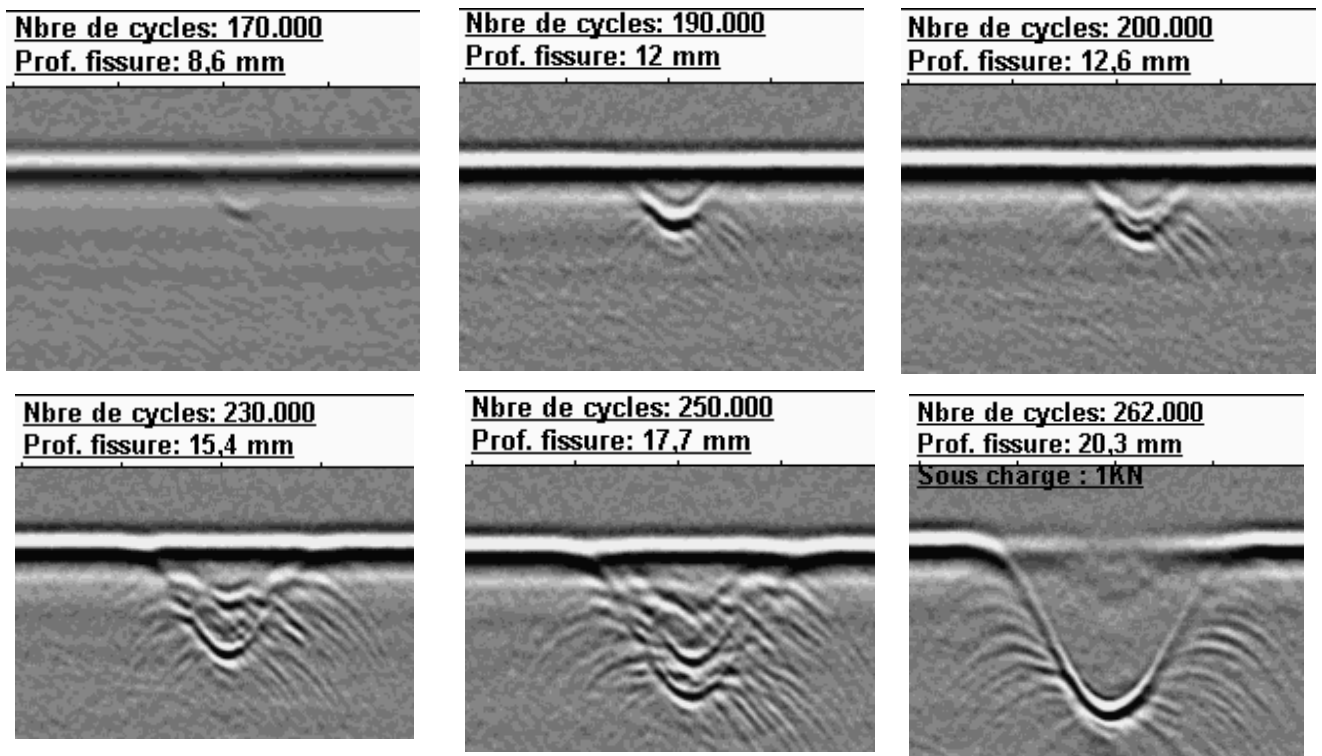 Nbre de cycles: 170.000
Prof. fissure: 8,6 mm
Nbre de cycles: 190.000
Prof. fissure: 12 mm
Nbre de cycles: 200.000
Prof. fissure: 12,6 mm
Nbre de cycles: 230.000
Prof. fissure: 15,4 mm
Nbre de cycles: 250.000
Prof. fissure: 17,7 mm
Nbre de cycles: 262.000
Prof. fissure: 20,3 mm
Sous charge : 1KN